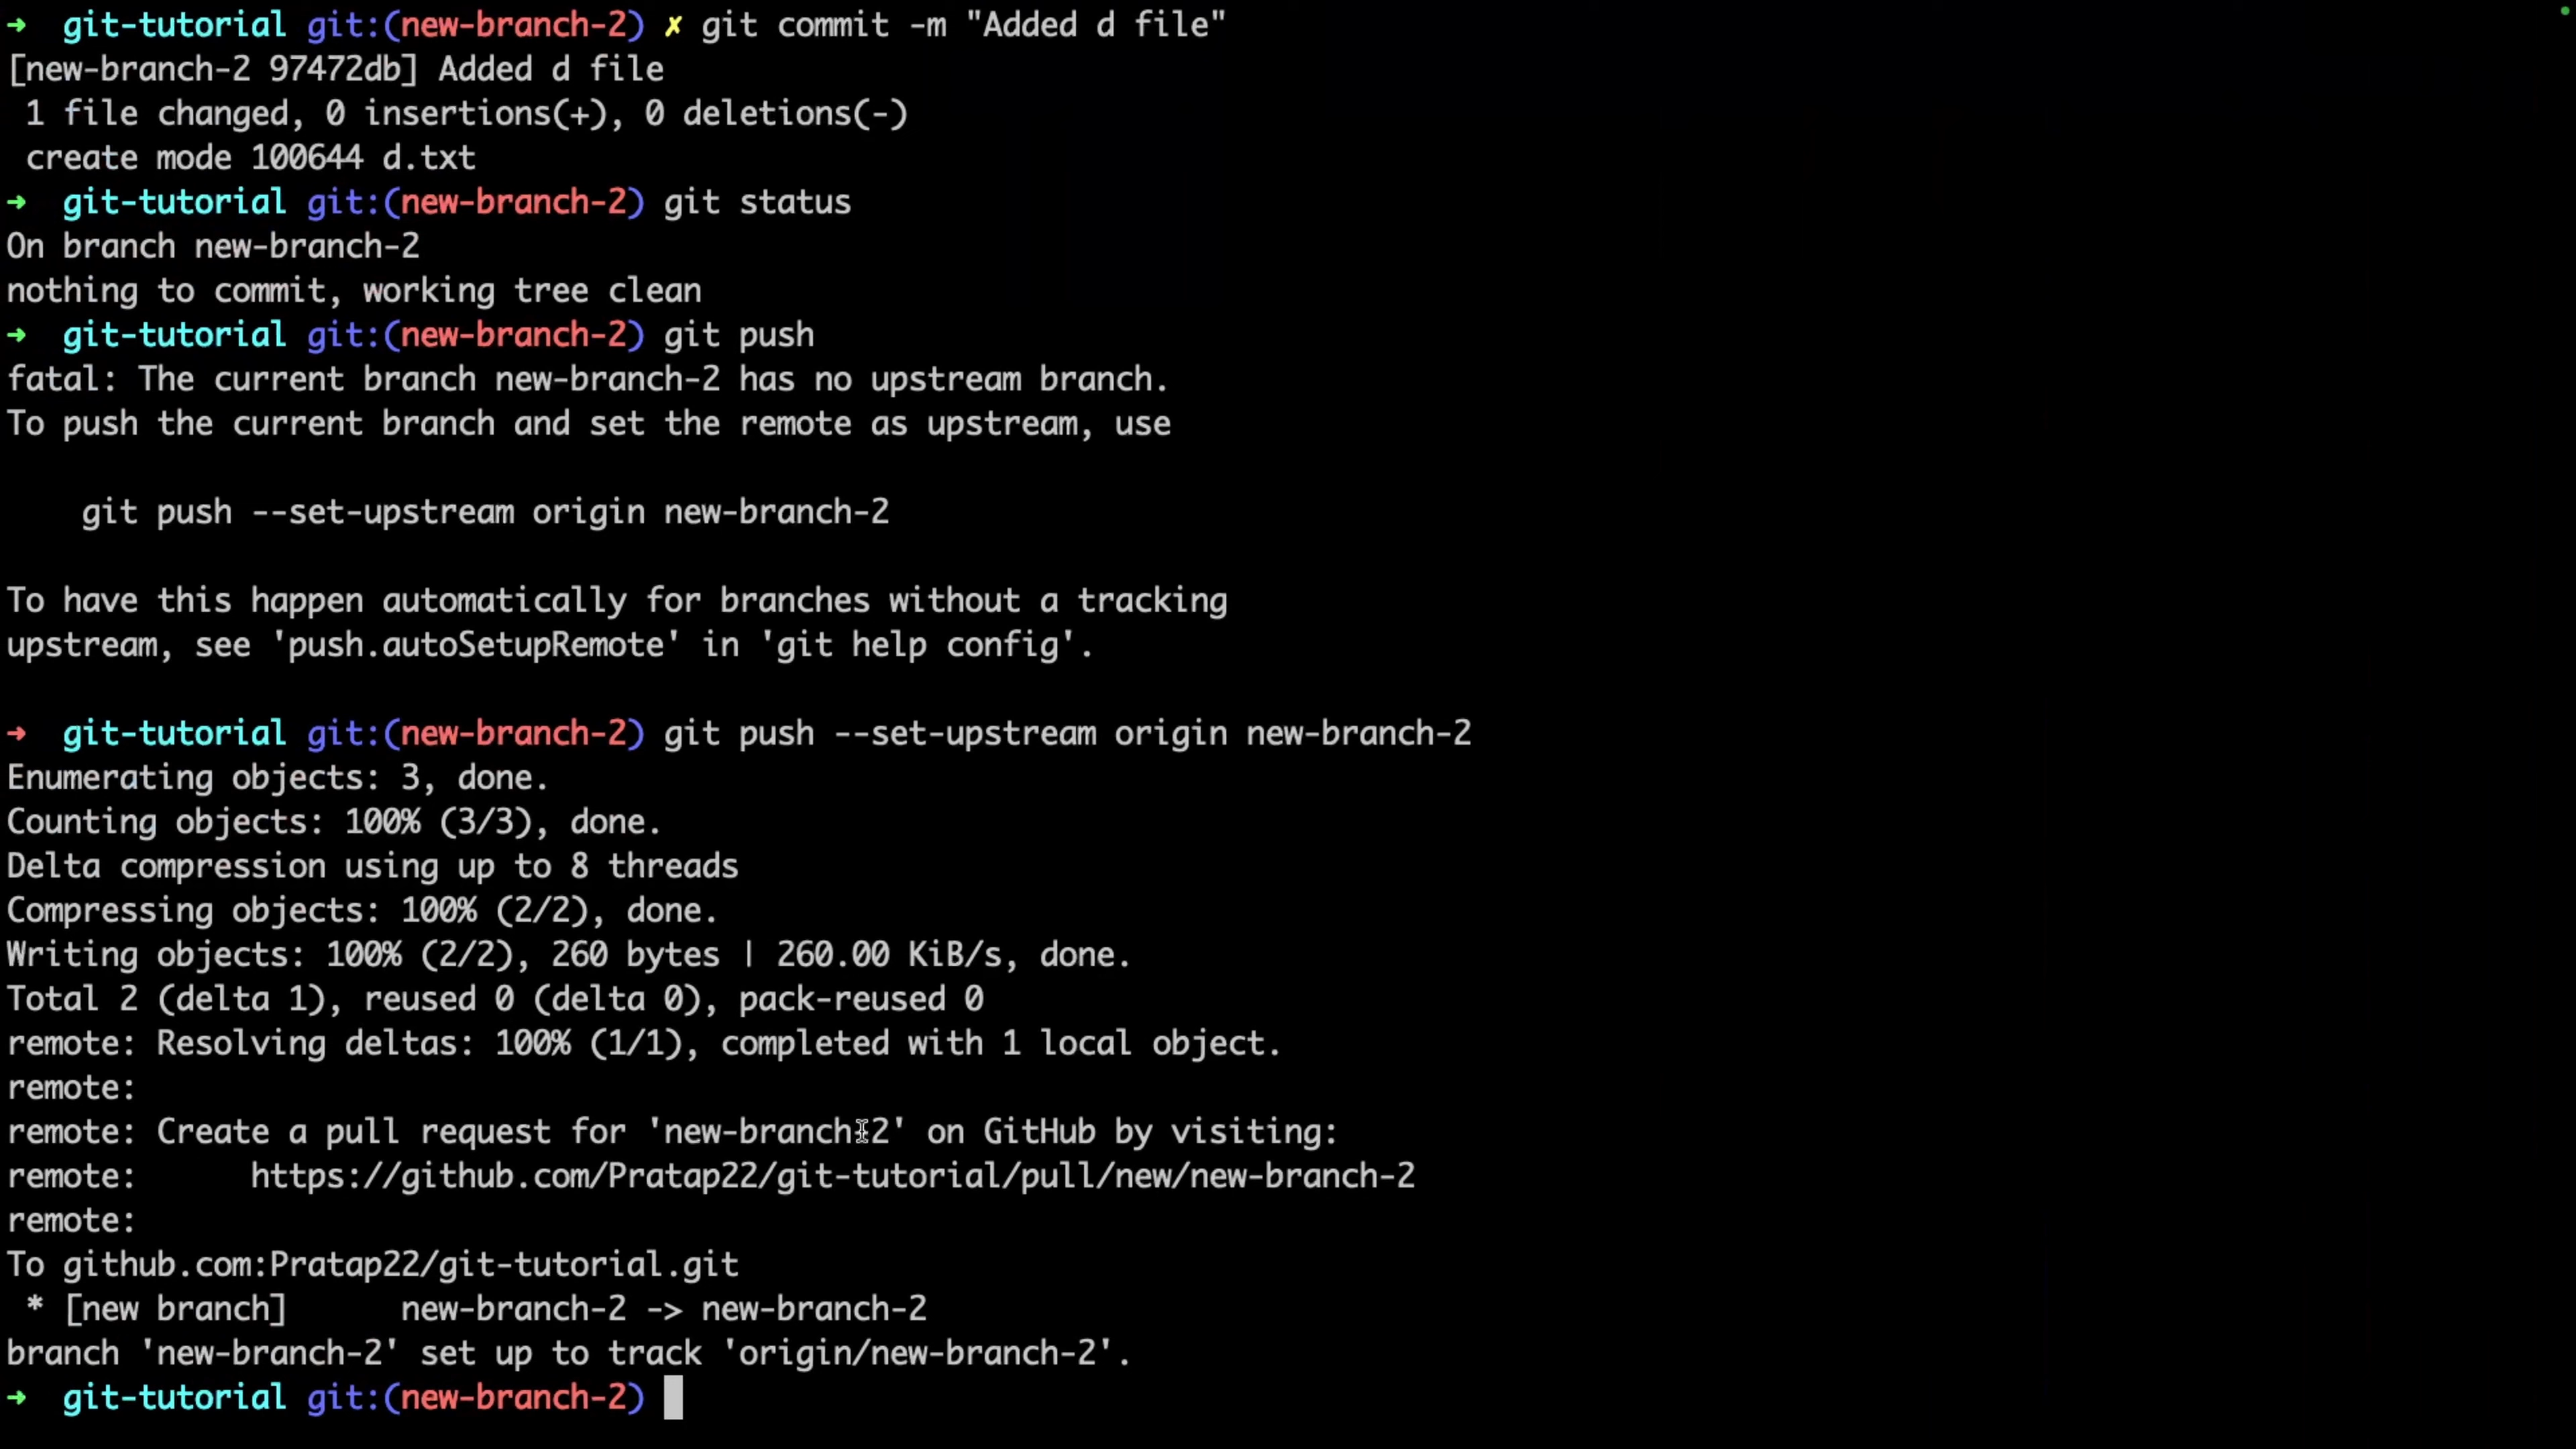 ➜  git-tutorial git:(new-branch-2) ✗ git commit -m "Added d file"
[new-branch-2 97472db] Added d file
 1 file changed, 0 insertions(+), 0 deletions(-)
 create mode 100644 d.txt
➜  git-tutorial git:(new-branch-2) git status
On branch new-branch-2
nothing to commit, working tree clean
➜  git-tutorial git:(new-branch-2) git push
fatal: The current branch new-branch-2 has no upstream branch.
To push the current branch and set the remote as upstream, use

    git push --set-upstream origin new-branch-2

To have this happen automatically for branches without a tracking
upstream, see 'push.autoSetupRemote' in 'git help config'.

➜  git-tutorial git:(new-branch-2) git push --set-upstream origin new-branch-2
Enumerating objects: 3, done.
Counting objects: 100% (3/3), done.
Delta compression using up to 8 threads
Compressing objects: 100% (2/2), done.
Writing objects: 100% (2/2), 260 bytes | 260.00 KiB/s, done.
Total 2 (delta 1), reused 0 (delta 0), pack-reused 0
remote: Resolving deltas: 100% (1/1), completed with 1 local object.
remote:
remote: Create a pull request for 'new-branch-2' on GitHub by visiting:
remote:      https://github.com/Pratap22/git-tutorial/pull/new/new-branch-2
remote:
To github.com:Pratap22/git-tutorial.git
 * [new branch]      new-branch-2 -> new-branch-2
branch 'new-branch-2' set up to track 'origin/new-branch-2'.
➜  git-tutorial git:(new-branch-2)